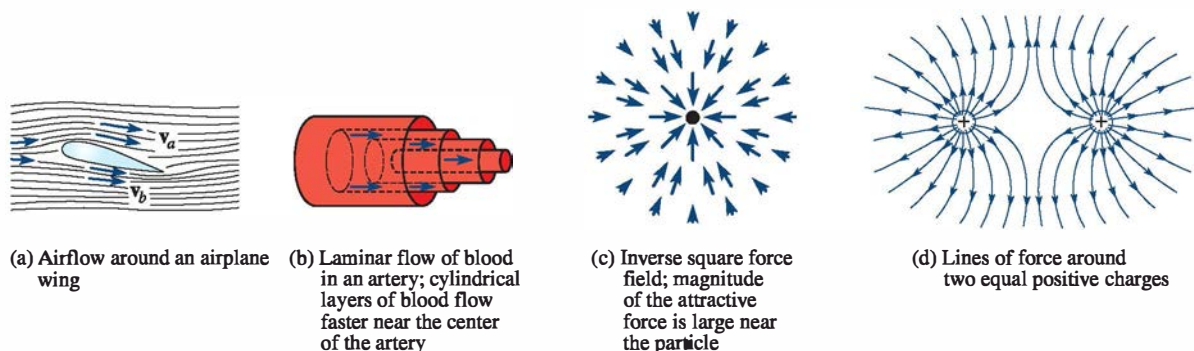 v_a
v_b
+
+
(a) Airflow around an airplane
wing
(b) Laminar flow of blood
in an artery; cylindrical
layers of blood flow
faster near the center
of the artery
(c) Inverse square force
field; magnitude
of the attractive
force is large near
the particle
(d) Lines of force around
two equal positive charges